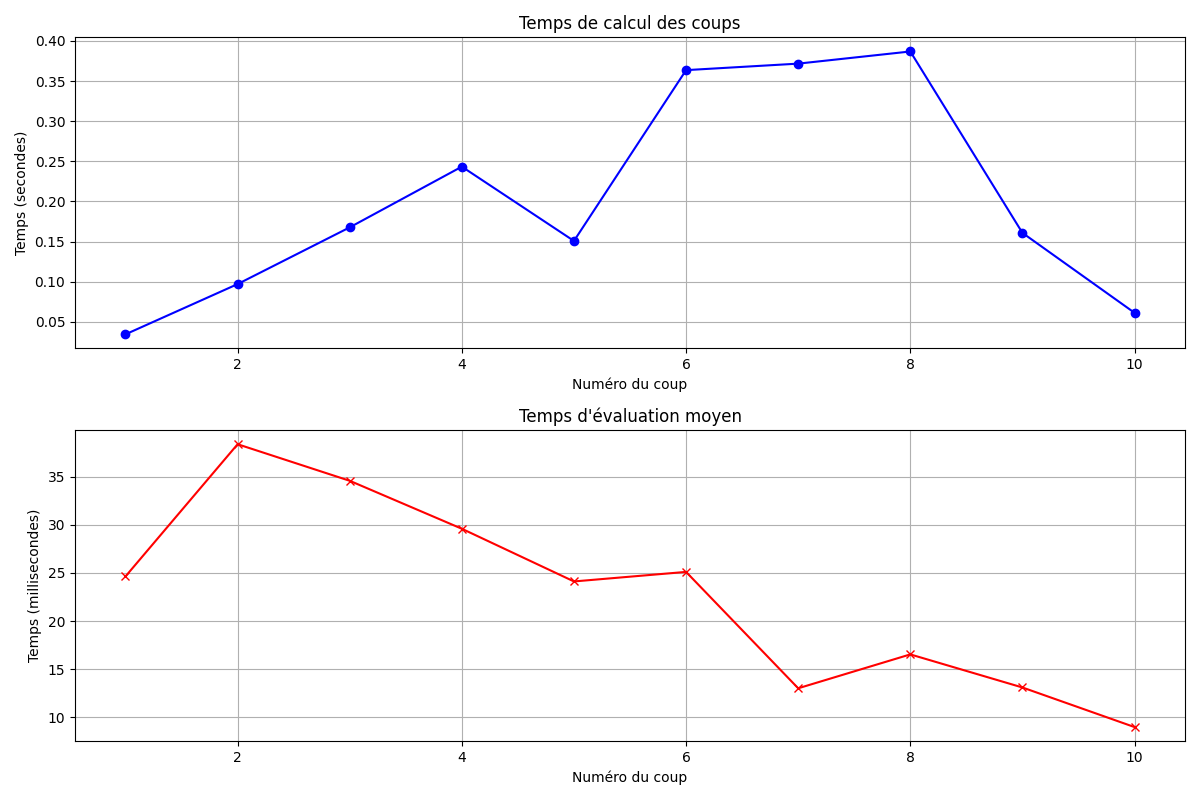 Temps de calcul des coups
0.40
0.35
0.30
0.25
0.20
0.15
0.10
0.05
Temps (secondes)
2 4 6 8 10
Numéro du coup
Temps d'évaluation moyen
35
30
25
20
15
10
Temps (millisecondes)
2 4 6 8 10
Numéro du coup